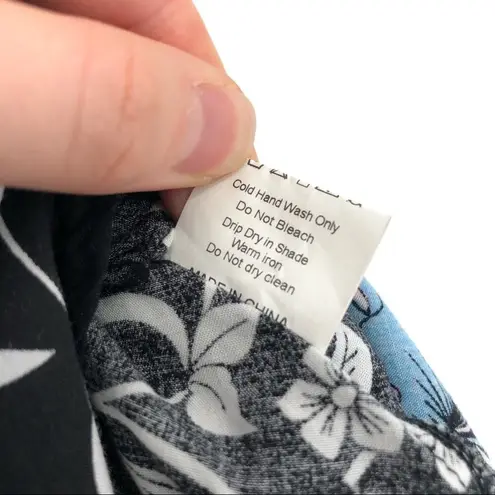 Cold Hand Wash Only
Do Not Bleach
Drip Dry in Shade
Warm iron
Do Not dry clean
MADE IN CHINA